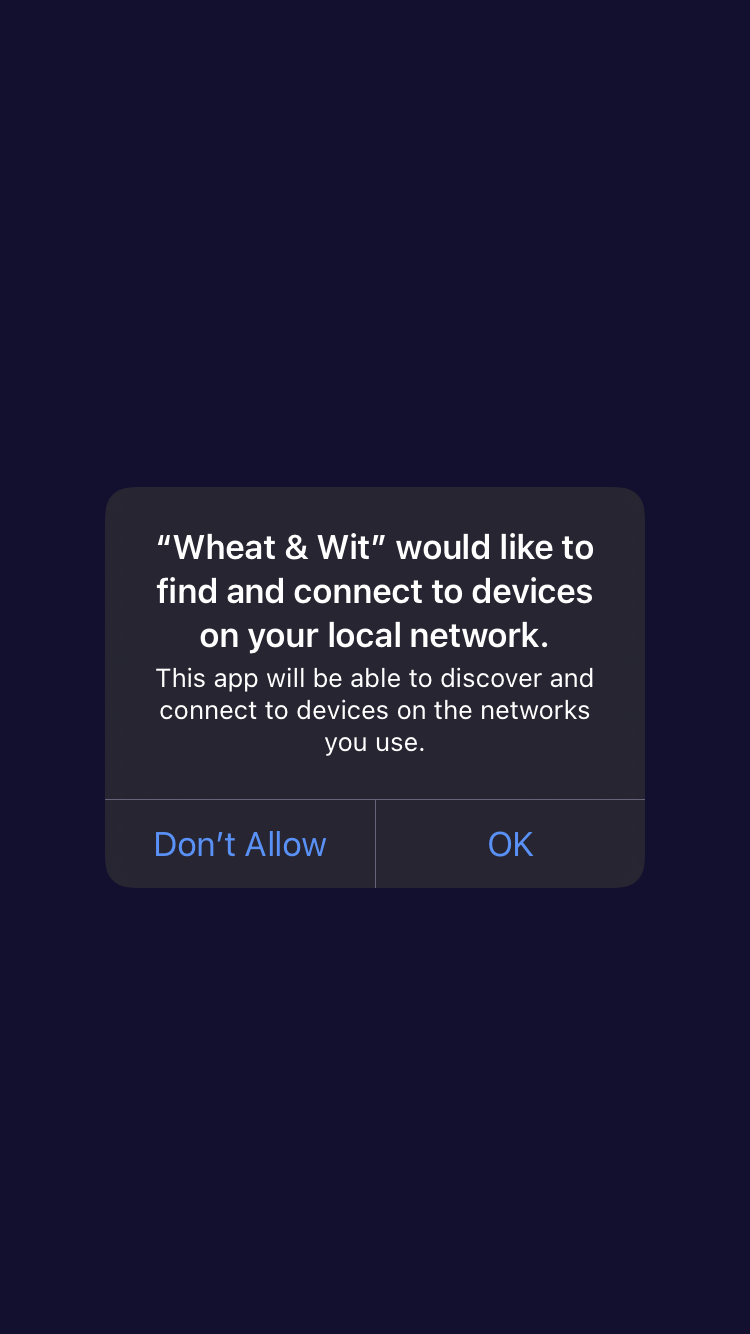 “Wheat & Wit” would like to
find and connect to devices
on your local network.
This app will be able to discover and
connect to devices on the networks
you use.
Don’t Allow
OK